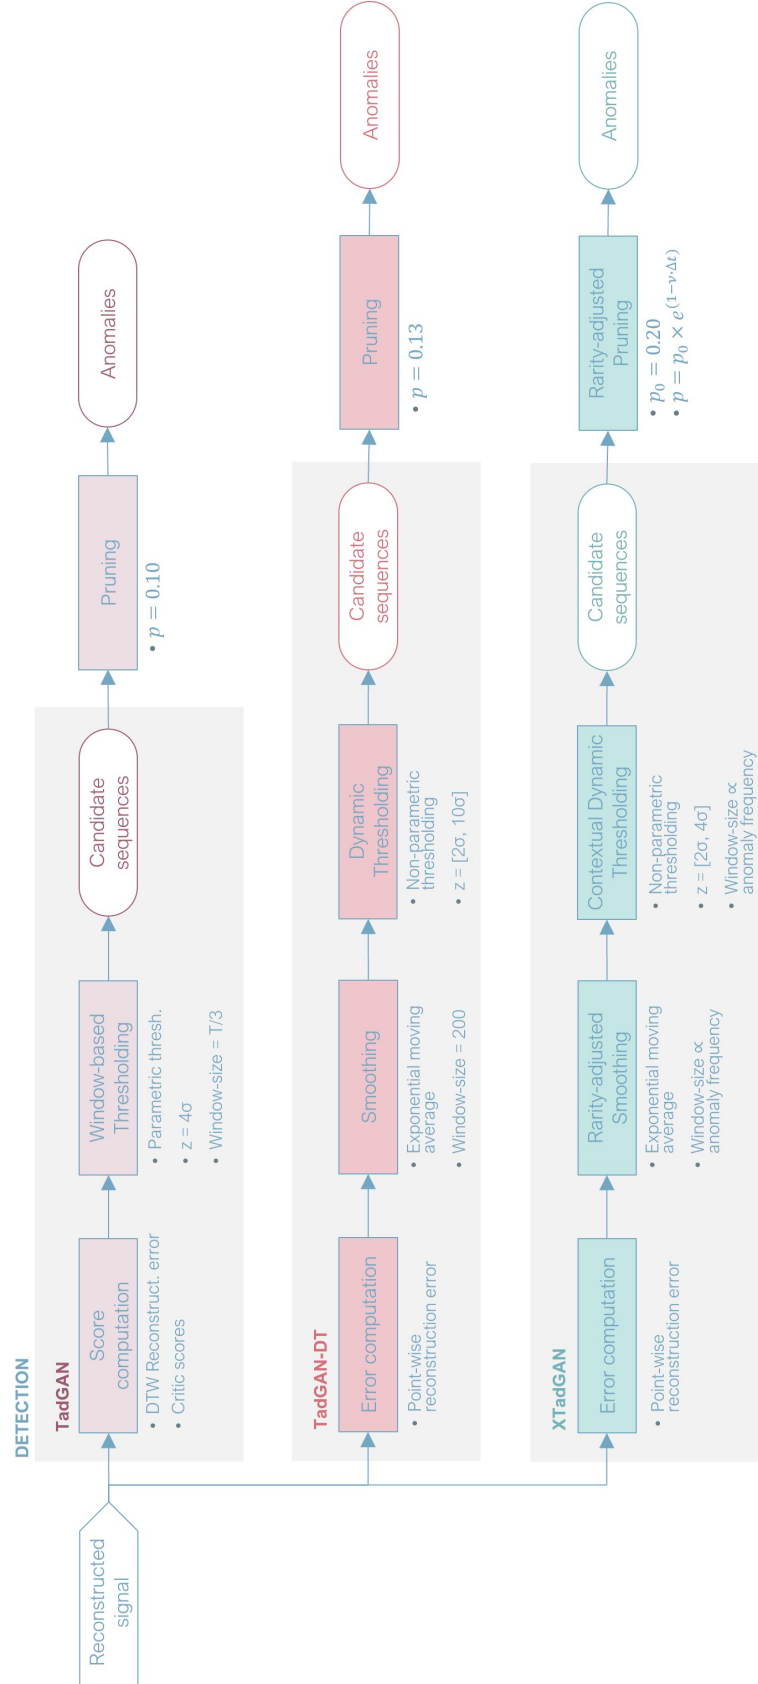 DETECTION
Reconstructed
signal
TadGAN
Score
computation
• DTW Reconstruct. error
• Critic scores
Window-based
Thresholding
• Parametric thresh.
• z = 4σ
• Window-size = T/3
Candidate
sequences
Pruning
• p = 0.10
Anomalies
TadGAN-DT
Error computation
• Point-wise
reconstruction error
Smoothing
• Exponential moving
average
• Window-size = 200
Dynamic
Thresholding
• Non-parametric
thresholding
• z = [2σ, 10σ]
Candidate
sequences
Pruning
• p = 0.13
Anomalies
XTadGAN
Error computation
• Point-wise
reconstruction error
Rarity-adjusted
Smoothing
• Exponential moving
average
• Window-size ∝
anomaly frequency
Contextual Dynamic
Thresholding
• Non-parametric
thresholding
• z = [2σ, 4σ]
• Window-size ∝
anomaly frequency
Candidate
sequences
Rarity-adjusted
Pruning
• p₀ = 0.20
• p = p₀ × e^(1−ν·Δt)
Anomalies